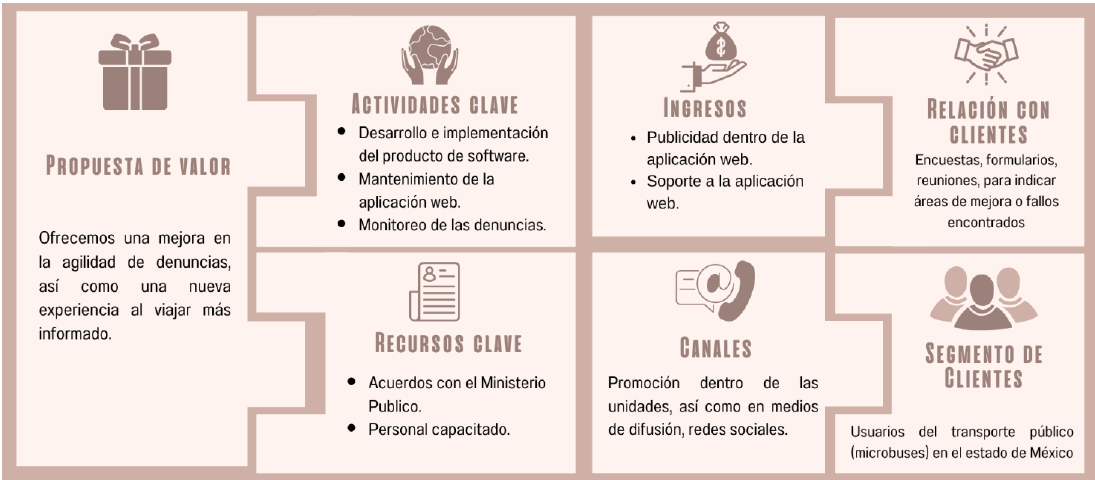 PROPUESTA DE VALOR
Ofrecemos una mejora en
la agilidad de denuncias,
así como una nueva
experiencia al viajar más
informado.
ACTIVIDADES CLAVE
• Desarrollo e implementación
del producto de software.
• Mantenimiento de la
aplicación web.
• Monitoreo de las denuncias.
RECURSOS CLAVE
• Acuerdos con el Ministerio
Publico.
• Personal capacitado.
INGRESOS
• Publicidad dentro de la
aplicación web.
• Soporte a la aplicación
web.
CANALES
Promoción dentro de las
unidades, así como en medios
de difusión, redes sociales.
RELACIÓN CON
CLIENTES
Encuestas, formularios,
reuniones, para indicar
áreas de mejora o fallos
encontrados
SEGMENTO DE
CLIENTES
Usuarios del transporte público
(microbuses) en el estado de México